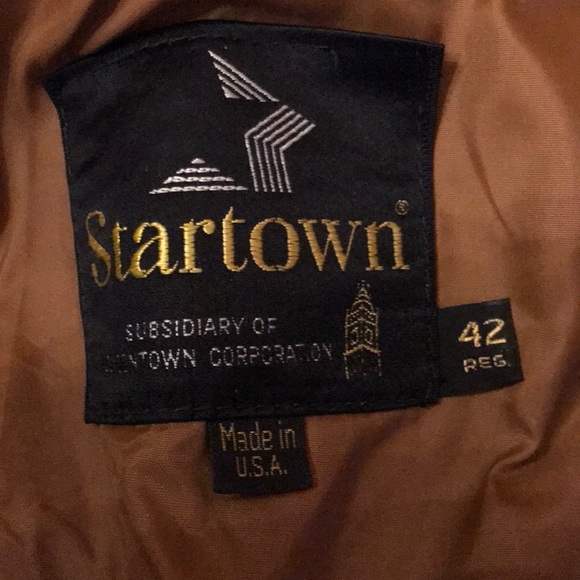 Startown®
SUBSIDIARY OF
CORPORATION
42
REG.
Made in
U.S.A.